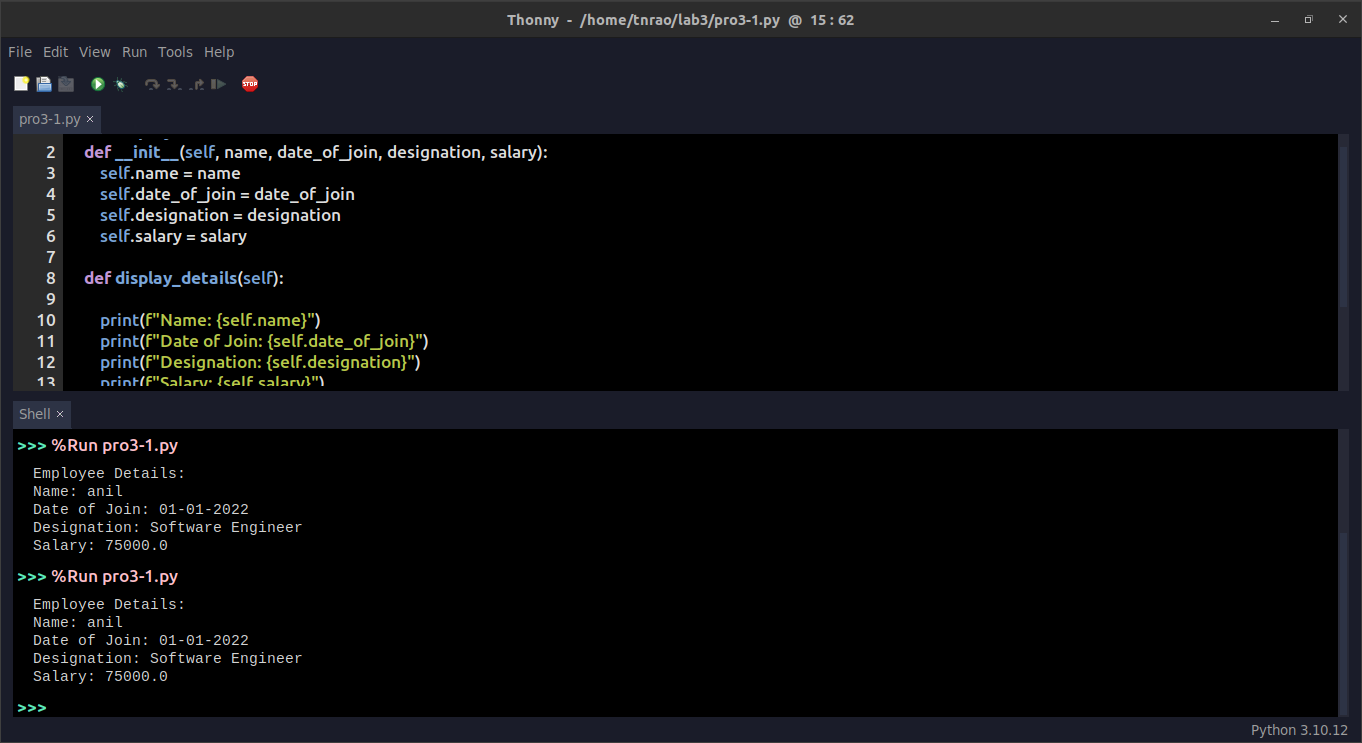 Thonny - /home/tnrao/lab3/pro3-1.py @ 15 : 62
File Edit View Run Tools Help
STOP
pro3-1.py ×
2 def __init__(self, name, date_of_join, designation, salary):
3 self.name = name
4 self.date_of_join = date_of_join
5 self.designation = designation
6 self.salary = salary
7
8 def display_details(self):
9
10 print(f"Name: {self.name}")
11 print(f"Date of Join: {self.date_of_join}")
12 print(f"Designation: {self.designation}")
13 print(f"Salary: {self.salary}")
Shell ×
>>> %Run pro3-1.py
Employee Details:
Name: anil
Date of Join: 01-01-2022
Designation: Software Engineer
Salary: 75000.0
>>> %Run pro3-1.py
Employee Details:
Name: anil
Date of Join: 01-01-2022
Designation: Software Engineer
Salary: 75000.0
>>>
Python 3.10.12